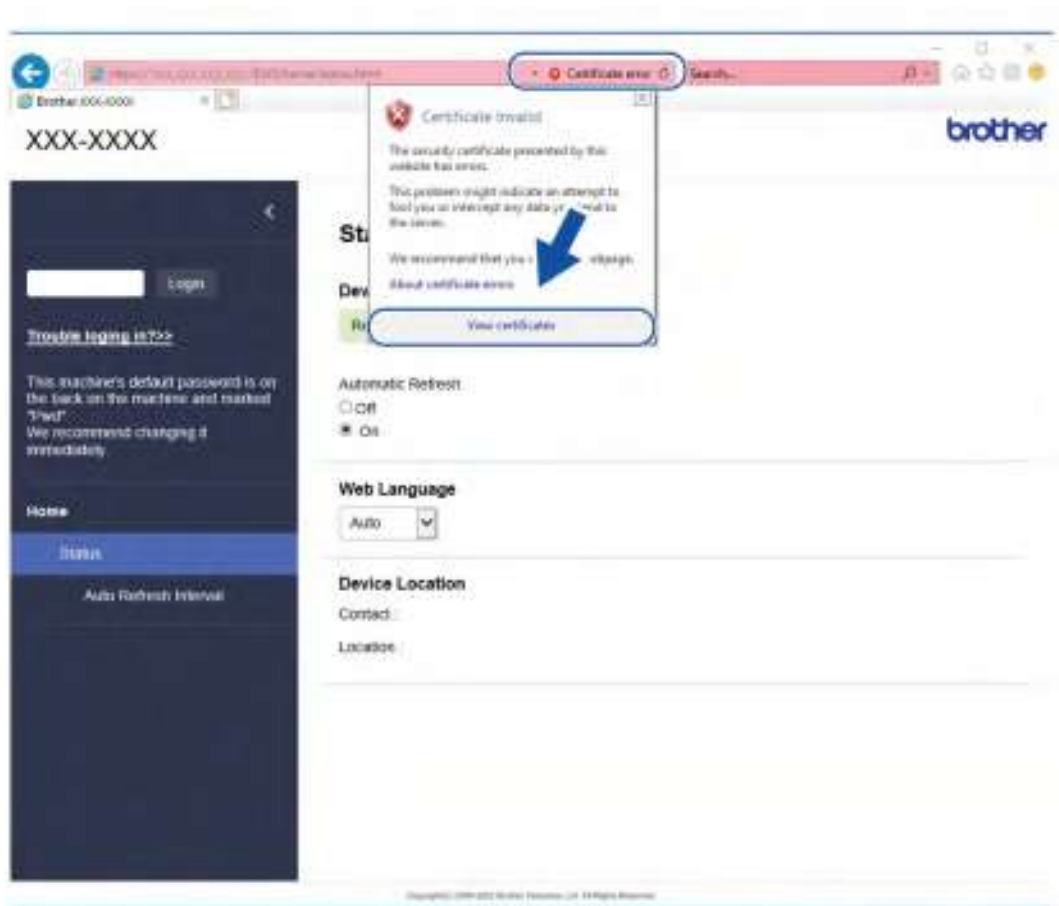 Certificate error
Search...
Brother XXX-XXXX
XXX-XXXX
brother
Certificate Invalid
The security certificate presented by this
website has errors.
This problem might indicate an attempt to
fool you or intercept any data you send to
the server.
We recommend that you
About certificate errors
View certificates
Login
Trouble loging in?>>
This machine's default password is on
the back on the machine and marked
"Pwd"
We recommend changing it
immediately
Home
Status
Auto Refresh Interval
Automatic Refresh
Off
On
Web Language
Auto
Device Location
Contact :
Location :